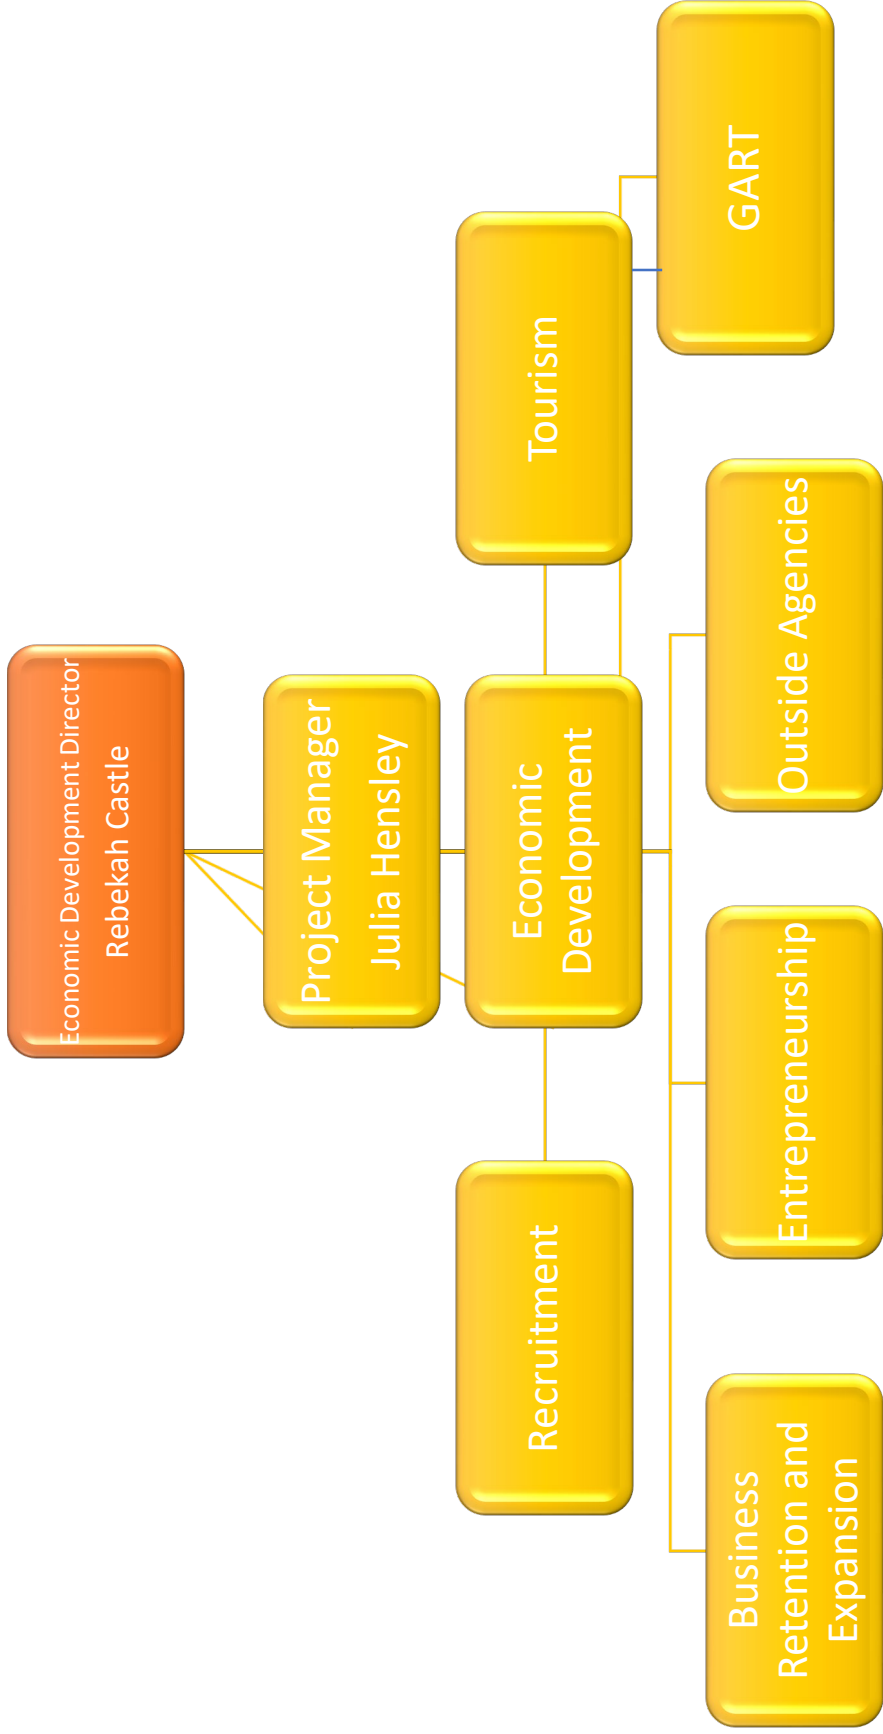 Economic Development Director
Rebekah Castle
Project Manager
Julia Hensley
Recruitment
Economic
Development
Tourism
Business
Retention and
Expansion
Entrepreneurship
Outside Agencies
GART